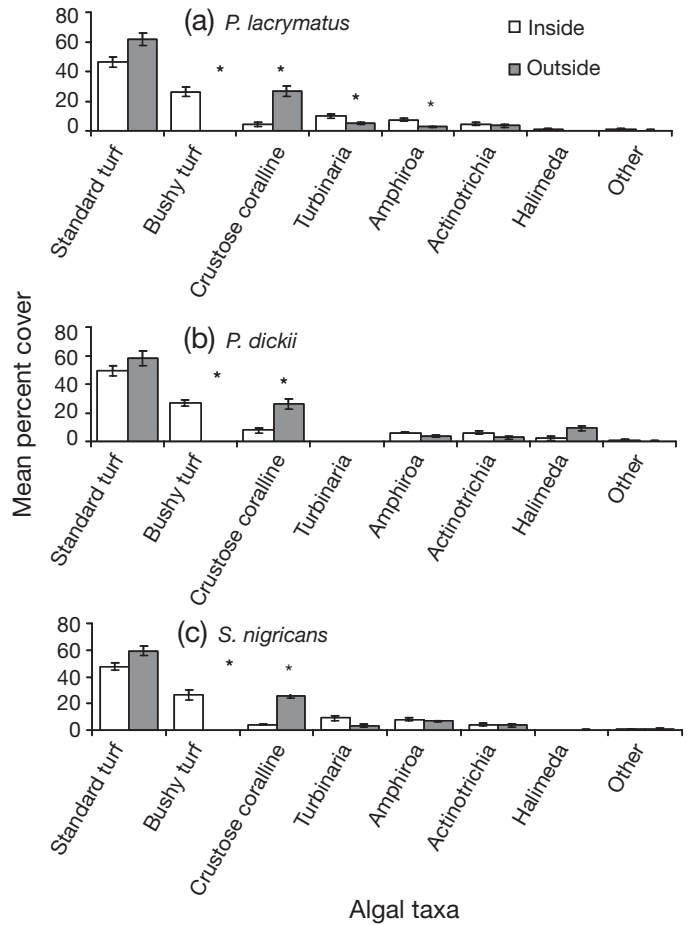 (a) P. lacrymatus
Inside
Outside
80
60
40
20
0
* * * *
Standard turf
Bushy turf
Crustose coralline
Turbinaria
Amphiroa
Actinotrichia
Halimeda
Other
Mean percent cover
(b) P. dickii
80
60
40
20
0
* *
Standard turf
Bushy turf
Crustose coralline
Turbinaria
Amphiroa
Actinotrichia
Halimeda
Other
(c) S. nigricans
80
60
40
20
0
* *
Standard turf
Bushy turf
Crustose coralline
Turbinaria
Amphiroa
Actinotrichia
Halimeda
Other
Algal taxa